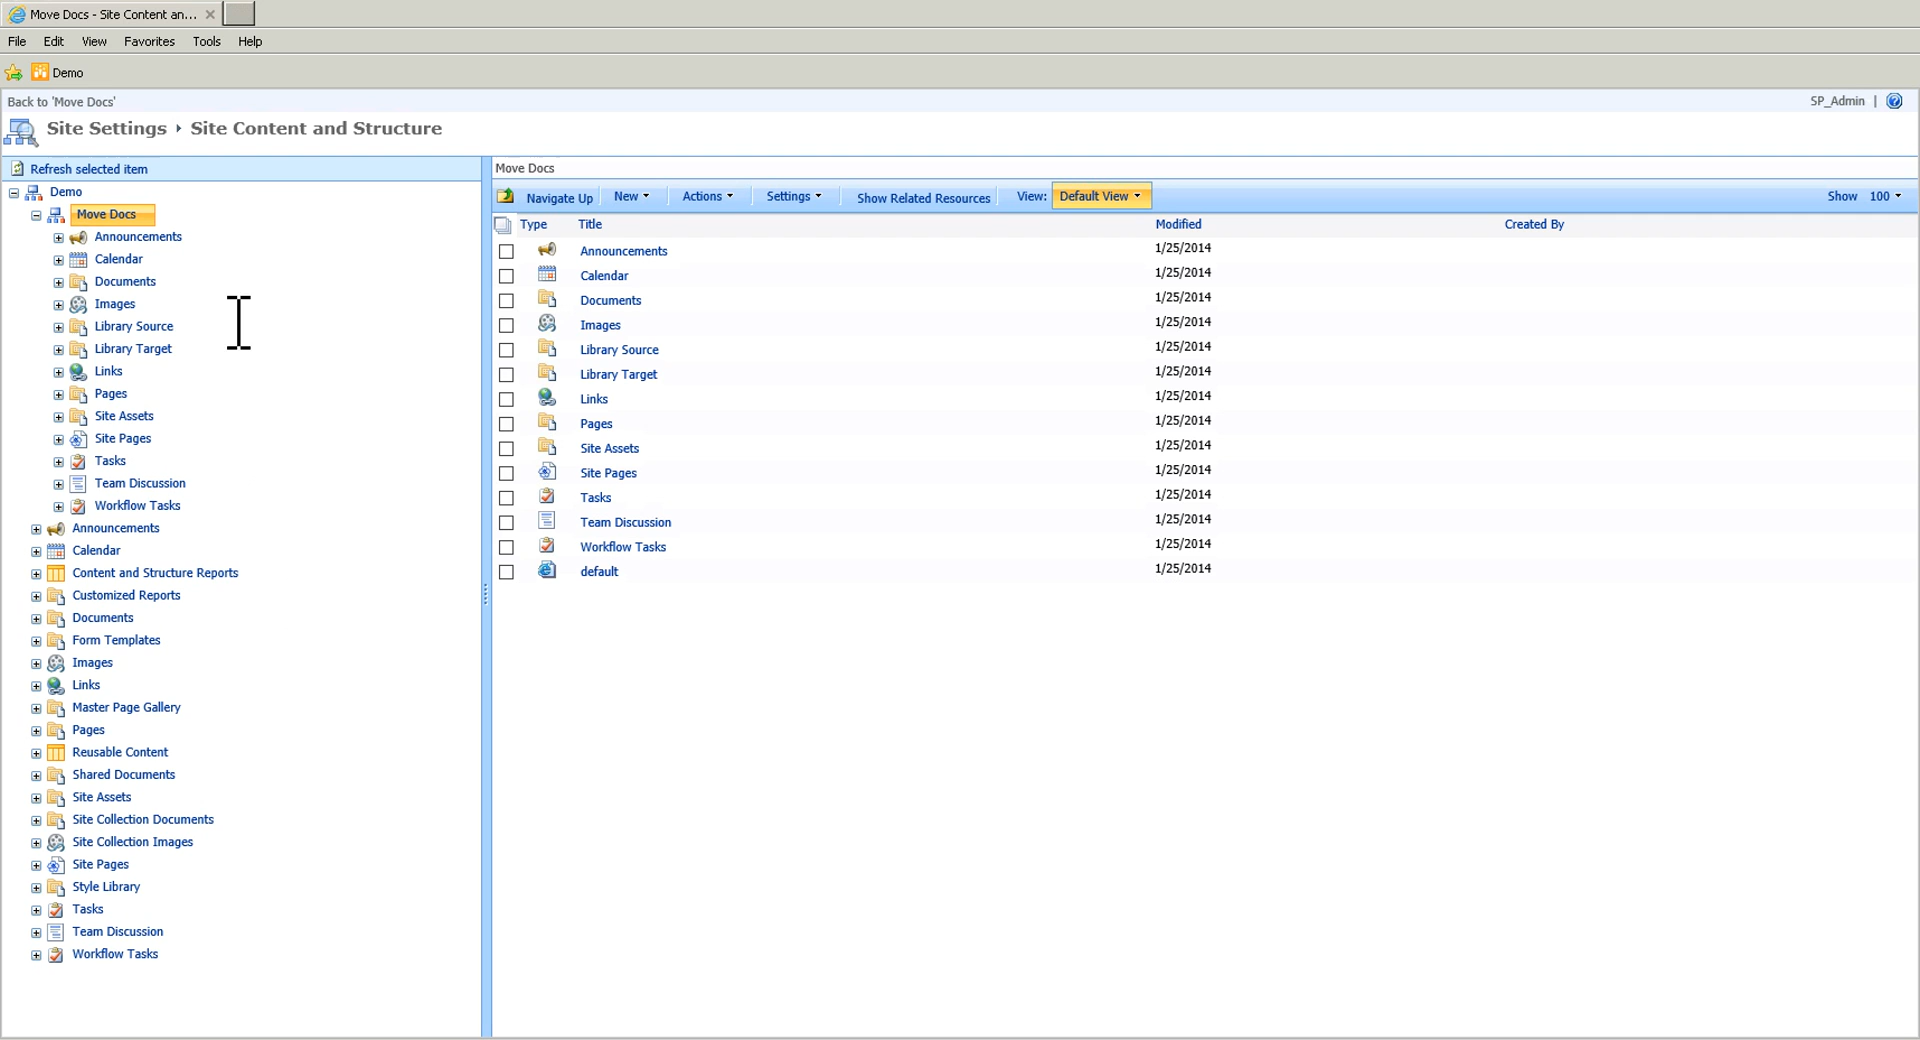 Move Docs - Site Content an...
File Edit View Favorites Tools Help
Demo
Back to 'Move Docs'
SP_Admin |
Site Settings Site Content and Structure
Refresh selected item
Demo
Move Docs
Announcements
Calendar
Documents
Images
Library Source
Library Target
Links
Pages
Site Assets
Site Pages
Tasks
Team Discussion
Workflow Tasks
Announcements
Calendar
Content and Structure Reports
Customized Reports
Documents
Form Templates
Images
Links
Master Page Gallery
Pages
Reusable Content
Shared Documents
Site Assets
Site Collection Documents
Site Collection Images
Site Pages
Style Library
Tasks
Team Discussion
Workflow Tasks
Move Docs
Navigate Up New Actions Settings Show Related Resources View: Default View Show 100
Type Title Modified Created By
Announcements 1/25/2014
Calendar 1/25/2014
Documents 1/25/2014
Images 1/25/2014
Library Source 1/25/2014
Library Target 1/25/2014
Links 1/25/2014
Pages 1/25/2014
Site Assets 1/25/2014
Site Pages 1/25/2014
Tasks 1/25/2014
Team Discussion 1/25/2014
Workflow Tasks 1/25/2014
default 1/25/2014